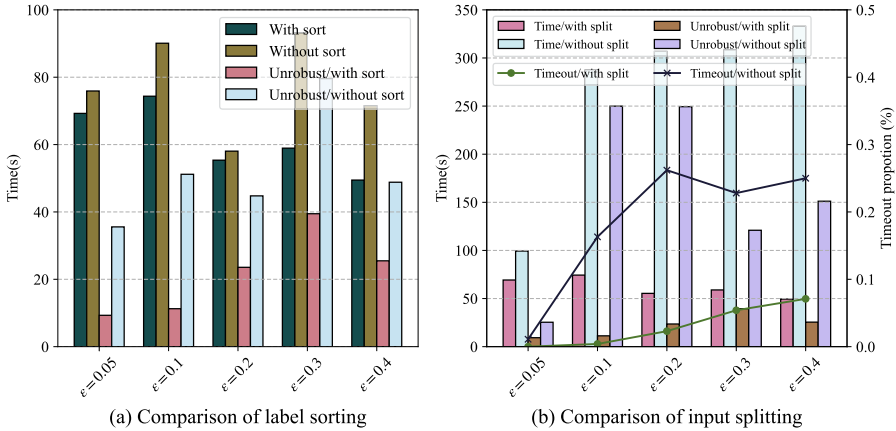 100
80
60
40
20
0
Time(s)
With sort
Without sort
Unrobust/with sort
Unrobust/without sort
ε = 0.05
ε = 0.1
ε = 0.2
ε = 0.3
ε = 0.4
(a) Comparison of label sorting
350
300
250
200
150
100
50
0
Time(s)
Time/with split
Time/without split
Unrobust/with split
Unrobust/without split
Timeout/with split
Timeout/without split
0.5
0.4
0.3
0.2
0.1
0.0
Timeout propotion (%)
ε = 0.05
ε = 0.1
ε = 0.2
ε = 0.3
ε = 0.4
(b) Comparison of input splitting